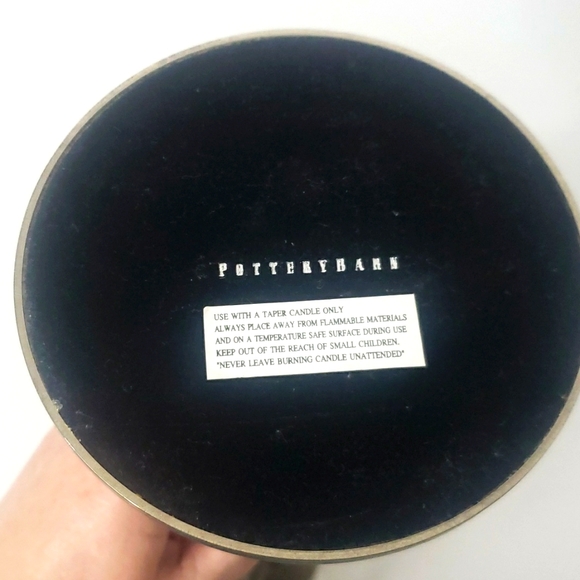 POTTERYBARN
USE WITH A TAPER CANDLE ONLY
ALWAYS PLACE AWAY FROM FLAMMABLE MATERIALS
AND ON A TEMPERATURE SAFE SURFACE DURING USE
KEEP OUT OF THE REACH OF SMALL CHILDREN.
"NEVER LEAVE BURNING CANDLE UNATTENDED"